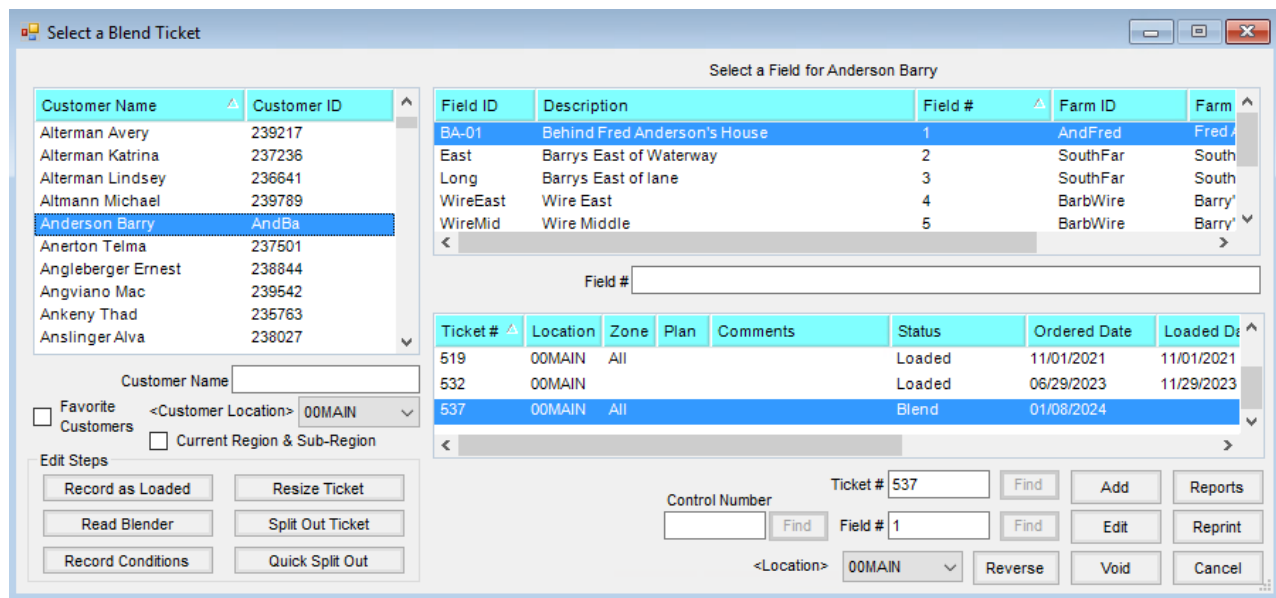 Select a Blend Ticket
Select a Field for Anderson Barry
Customer Name Customer ID
Alterman Avery 239217
Alterman Katrina 237236
Alterman Lindsey 236641
Altmann Michael 239789
Anderson Barry AndBa
Anerton Telma 237501
Angleberger Ernest 238844
Angviano Mac 239542
Ankeny Thad 235763
Anslinger Alva 238027
Customer Name
Favorite Customers
<Customer Location> 00MAIN
Current Region & Sub-Region
Edit Steps
Record as Loaded Resize Ticket
Read Blender Split Out Ticket
Record Conditions Quick Split Out
Field ID Description Field # Farm ID Farm
BA-01 Behind Fred Anderson's House 1 AndFred Fred A
East Barrys East of Waterway 2 SouthFar South
Long Barrys East of lane 3 SouthFar South
WireEast Wire East 4 BarbWire Barry'
WireMid Wire Middle 5 BarbWire Barry'
Field #
Ticket # Location Zone Plan Comments Status Ordered Date Loaded Da
519 00MAIN All Loaded 11/01/2021 11/01/2021
532 00MAIN Loaded 06/29/2023 11/29/2023
537 00MAIN All Blend 01/08/2024
Ticket # 537 Find Add Reports
Control Number
Find Field # 1 Find Edit Reprint
<Location> 00MAIN Reverse Void Cancel